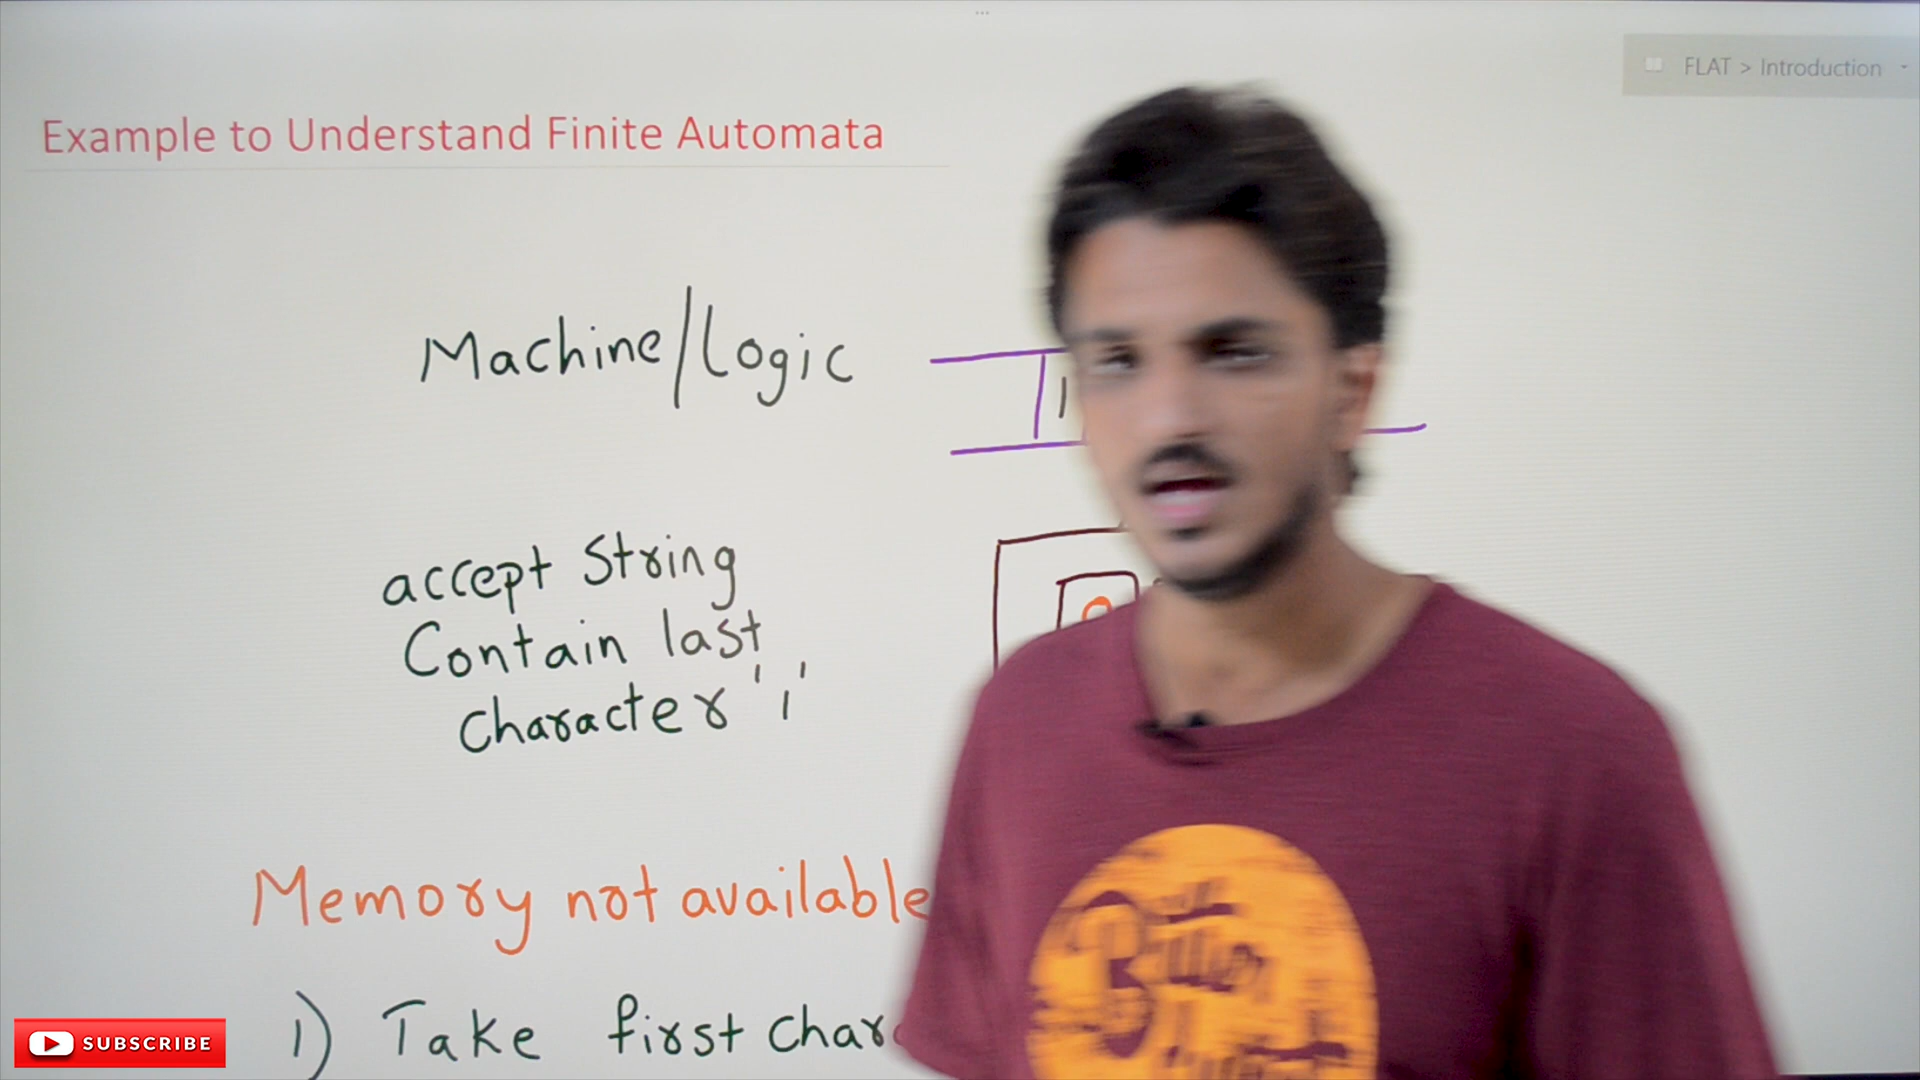 FLAT > Introduction
Example to Understand Finite Automata
Machine/Logic
accept String
Contain last
Character '1'
Memory not available
1) Take first Char
SUBSCRIBE